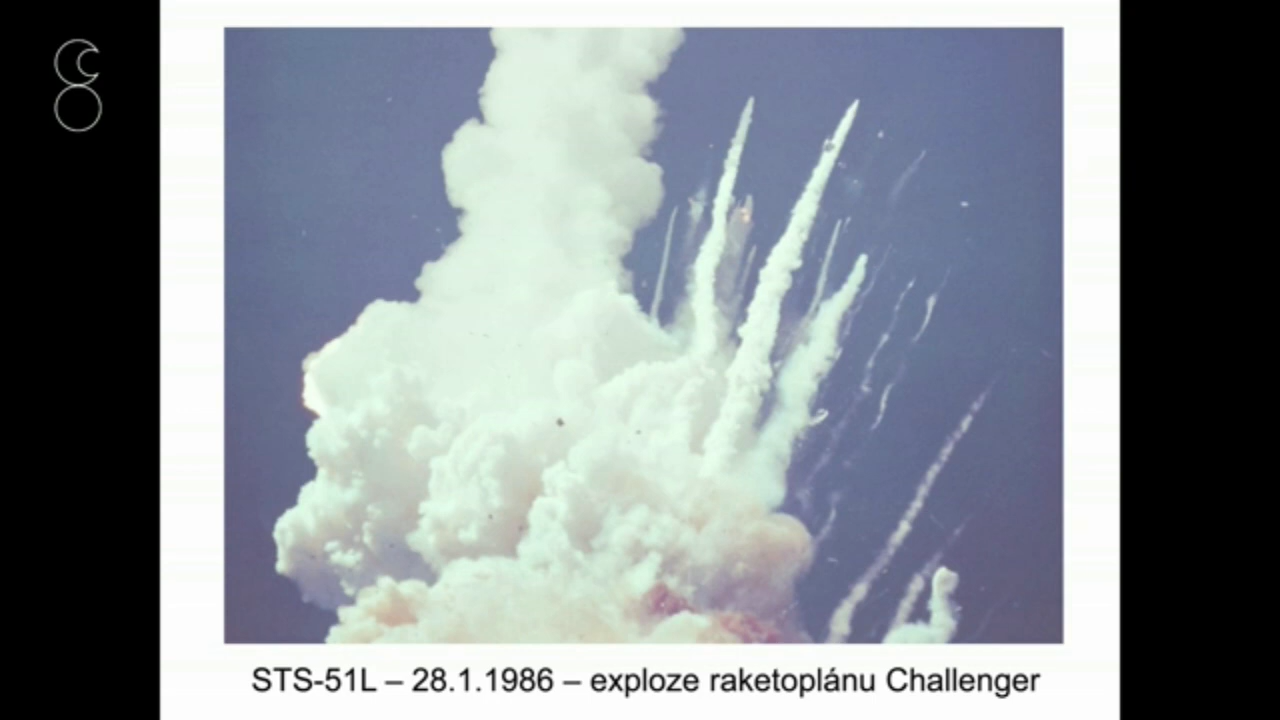 STS-51L – 28.1.1986 – exploze raketoplánu Challenger